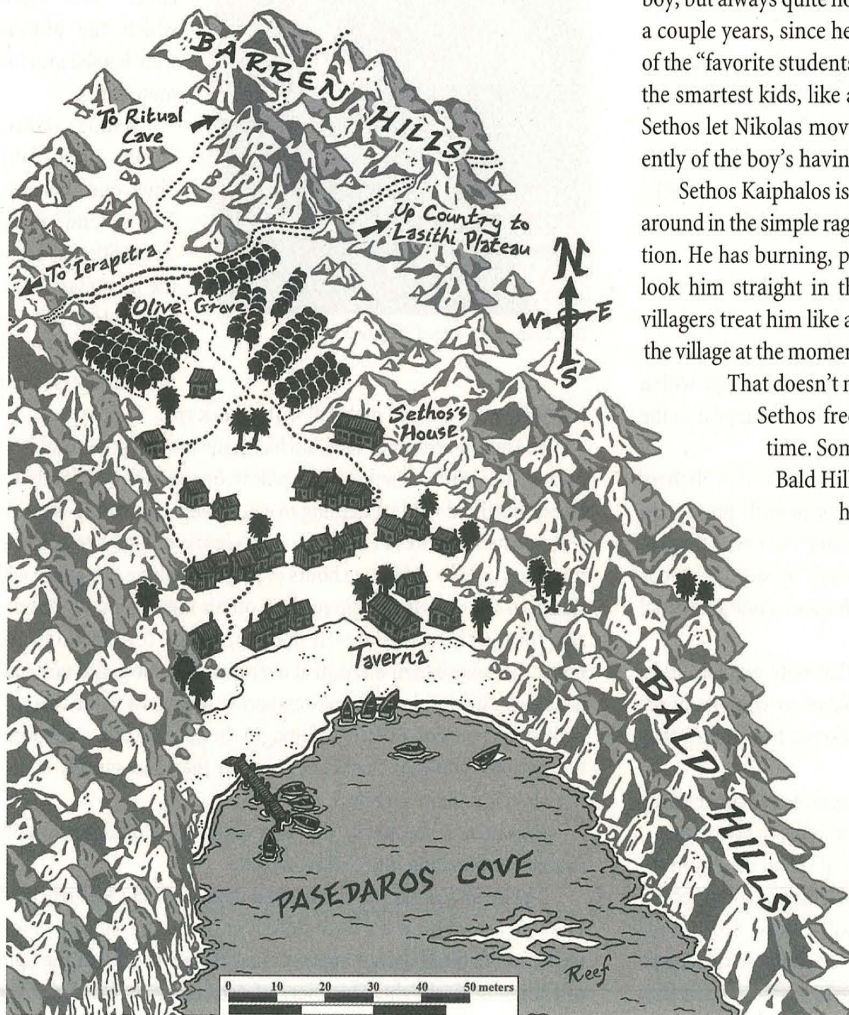 BARREN HILLS
To Ritual
Cave
Up Country to
Lasithi Plateau
To Ierapetra
Olive Grove
N
W E
S
Sethos's
House
Taverna
BALD HILLS
PASEDAROS COVE
Reef
0 10 20 30 40 50 meters
boy, but always quite
a couple years, since he
of the "favorite students
the smartest kids, like a
Sethos let Nikolas mov
ently of the boy's havin
Sethos Kaiphalos is
around in the simple rag
tion. He has burning, p
look him straight in th
villagers treat him like a
the village at the momen
That doesn't
Sethos fre
time. Som
Bald Hill
h